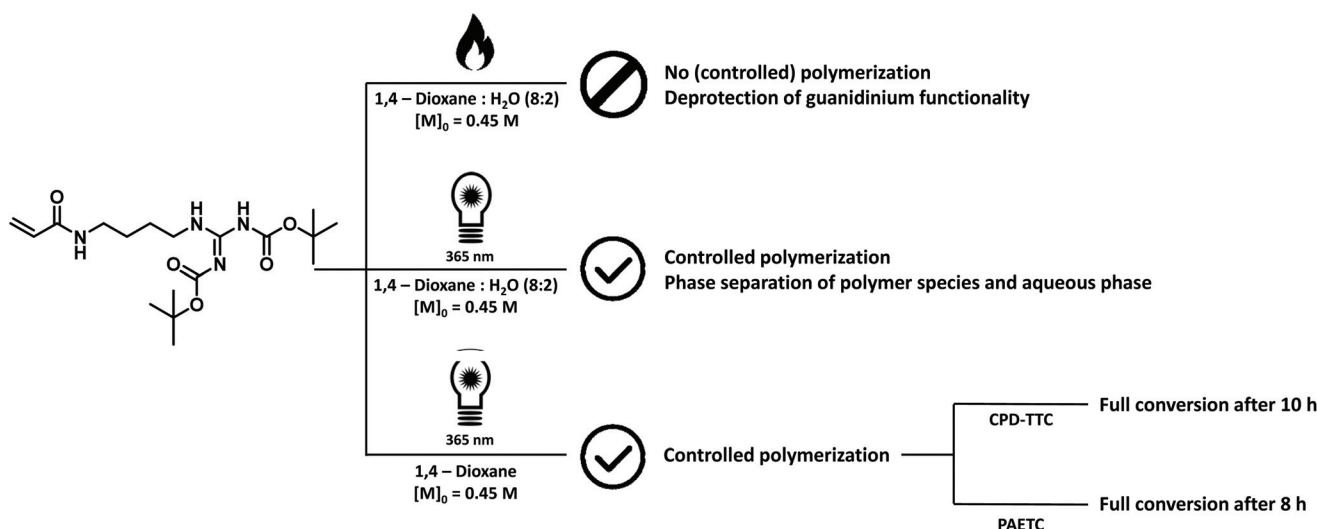 1,4 – Dioxane : H₂O (8:2)
[M]₀ = 0.45 M
No (controlled) polymerization
Deprotection of guanidinium functionality
365 nm
1,4 – Dioxane : H₂O (8:2)
[M]₀ = 0.45 M
Controlled polymerization
Phase separation of polymer species and aqueous phase
O
N
H
H
N
H
N
O
O
N
O
O
365 nm
1,4 – Dioxane
[M]₀ = 0.45 M
Controlled polymerization
CPD-TTC
Full conversion after 10 h
PAETC
Full conversion after 8 h